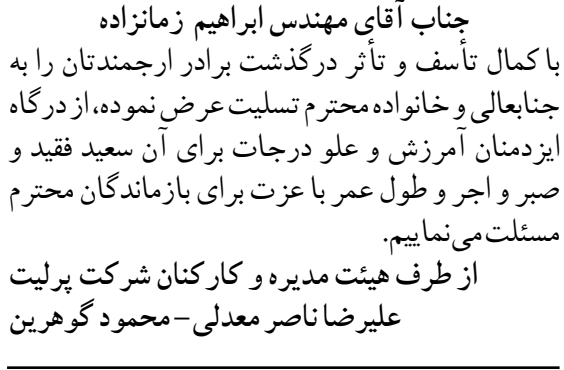 جناب آقای مهندس ابراهیم زمانزاده
با کمال تأسف و تأثر درگذشت برادر ارجمندتان را به
جنابعالی و خانواده محترم تسلیت عرض نموده، از درگاه
ایزدمنان آمرزش و علو درجات برای آن سعید فقید و
صبر و اجر و طول عمر با عزت برای بازماندگان محترم
مسئلت می‌نماییم.
از طرف هیئت مدیره و کارکنان شرکت پرلیت
علیرضا ناصر معدلی – محمود گوهرین